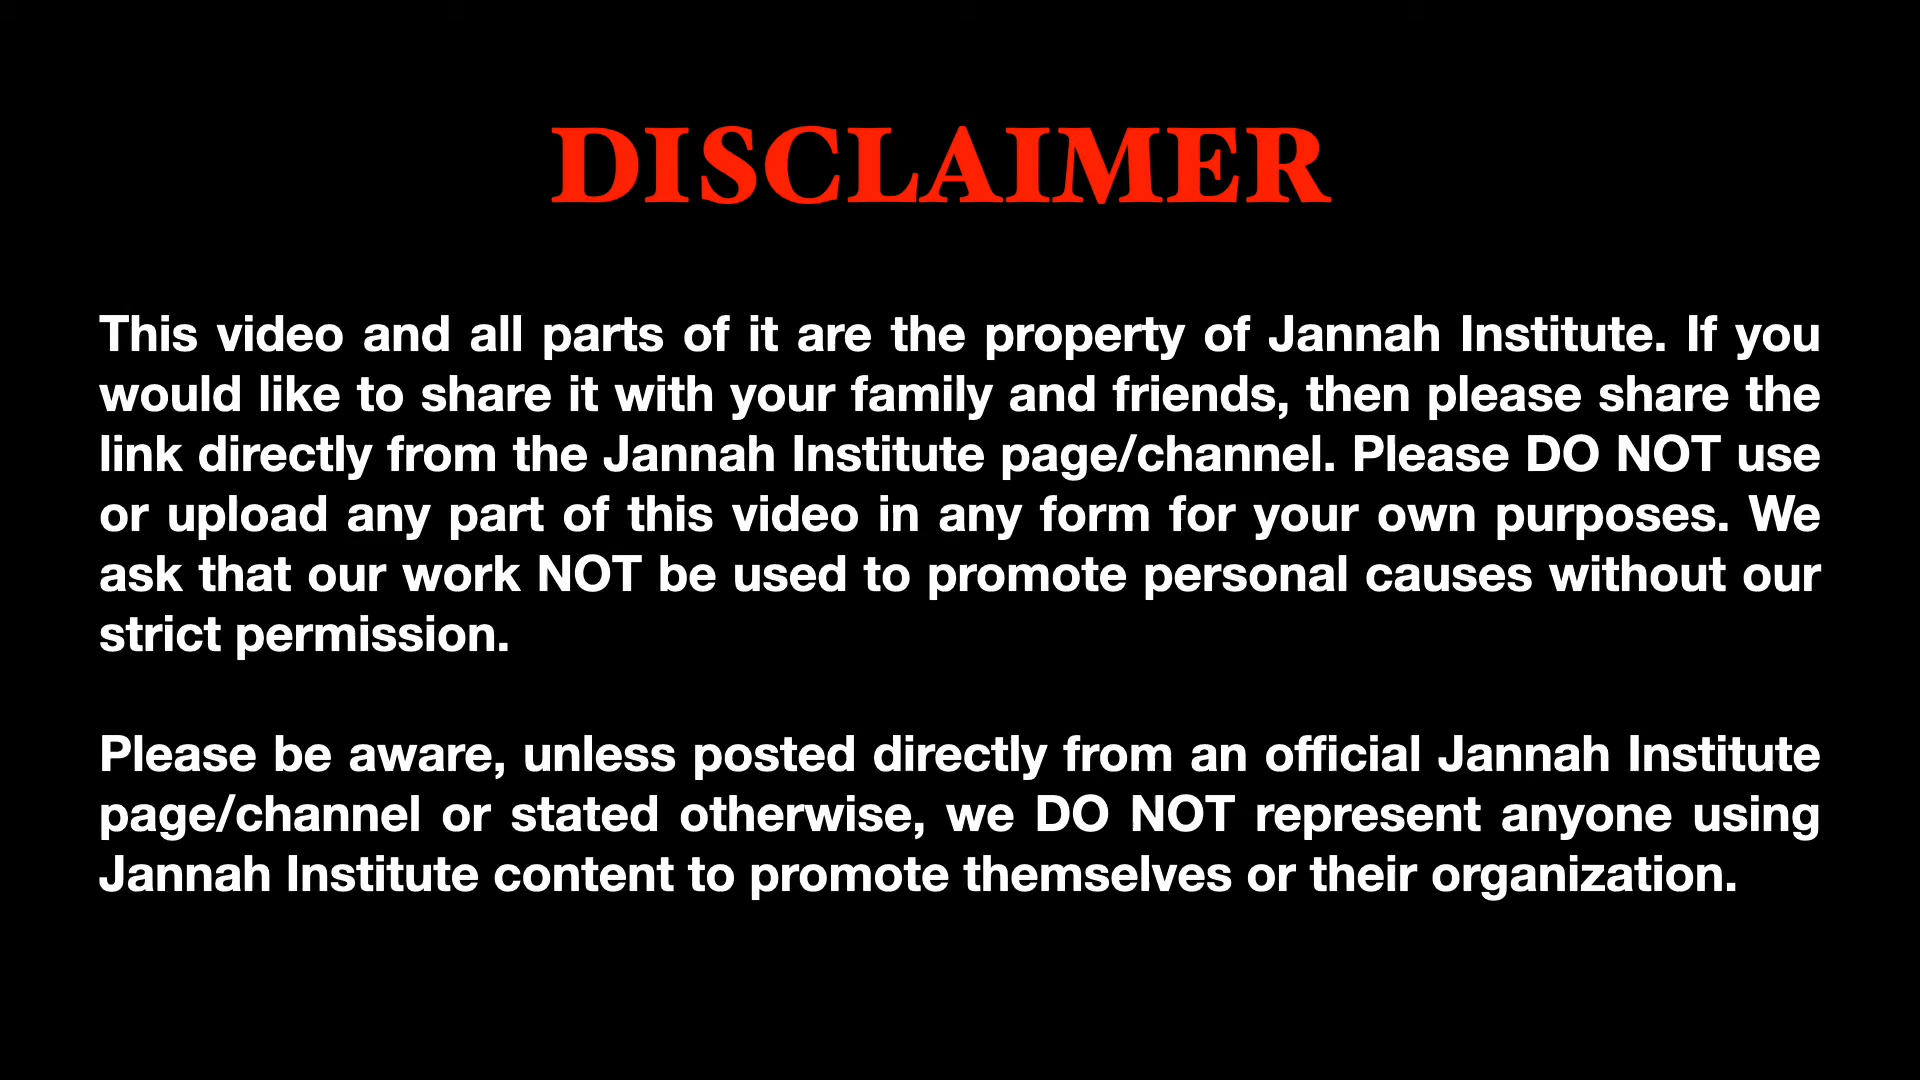 DISCLAIMER
This video and all parts of it are the property of Jannah Institute. If you
would like to share it with your family and friends, then please share the
link directly from the Jannah Institute page/channel. Please DO NOT use
or upload any part of this video in any form for your own purposes. We
ask that our work NOT be used to promote personal causes without our
strict permission.
Please be aware, unless posted directly from an official Jannah Institute
page/channel or stated otherwise, we DO NOT represent anyone using
Jannah Institute content to promote themselves or their organization.